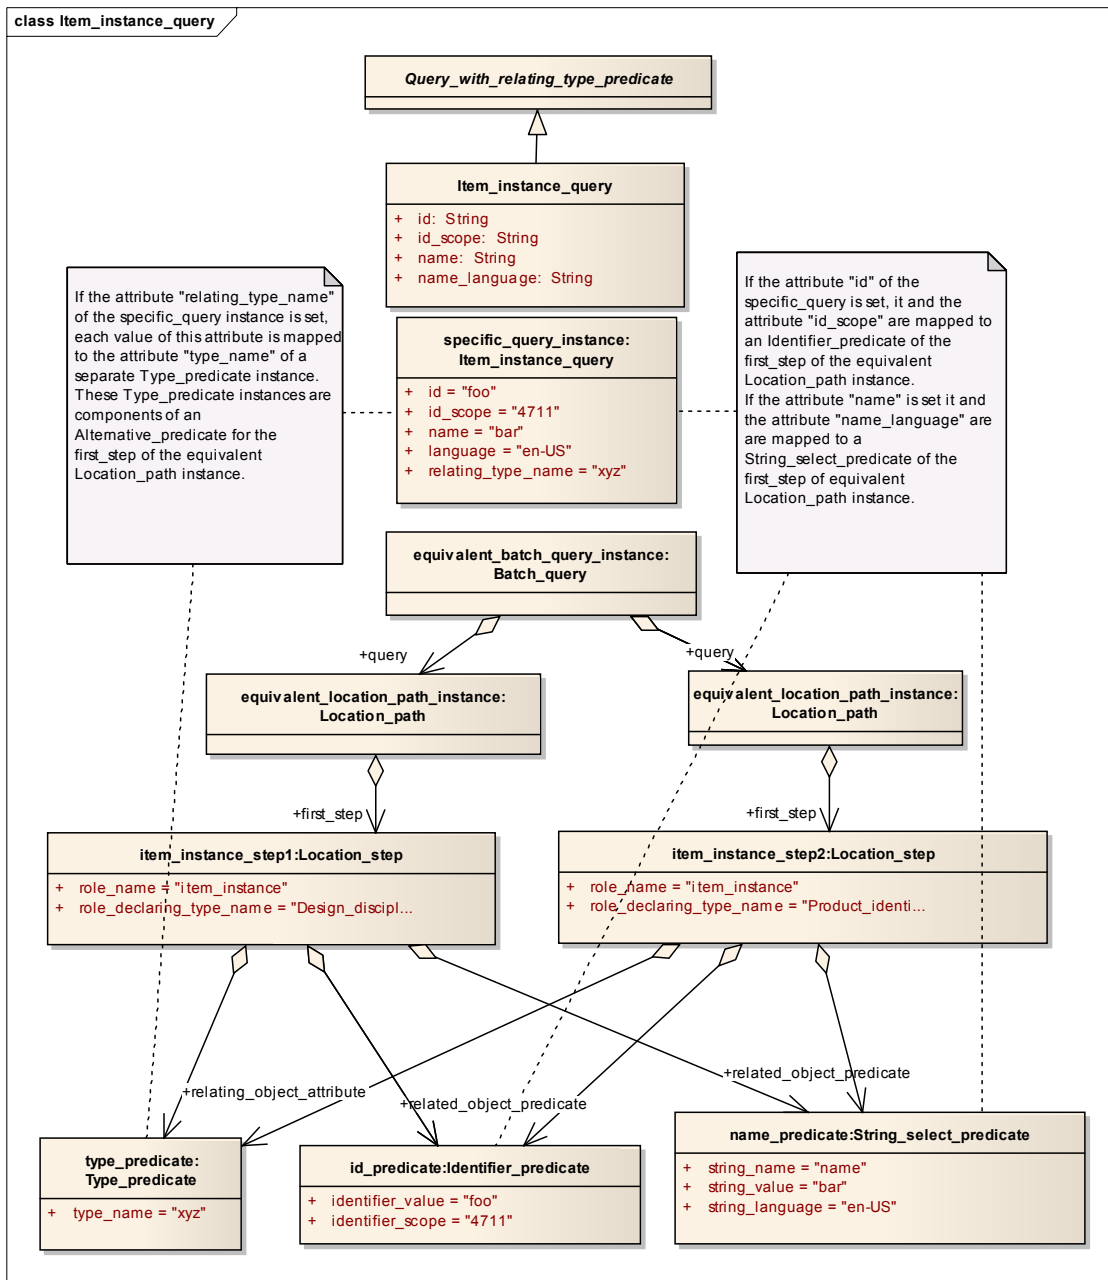 class Item_instance_query
Query_with_relating_type_predicate
Item_instance_query
+ id: String
+ id_scope: String
+ name: String
+ name_language: String
If the attribute "relating_type_name"
of the specific_query instance is set,
each value of this attribute is mapped
to the attribute "type_name" of a
separate Type_predicate instance.
These Type_predicate instances are
components of an
Alternative_predicate for the
first_step of the equivalent
Location_path instance.
specific_query_instance:
Item_instance_query
+ id = "foo"
+ id_scope = "4711"
+ name = "bar"
+ language = "en-US"
+ relating_type_name = "xyz"
If the attribute "id" of the
specific_query is set, it and the
attribute "id_scope" are mapped to
an Identifier_predicate of the
first_step of the equivalent
Location_path instance.
If the attribute "name" is set it and
the attribute "name_language" are
are mapped to a
String_select_predicate of the
first_step of equivalent
Location_path instance.
equivalent_batch_query_instance:
Batch_query
+query
+query
equivalent_location_path_instance:
Location_path
equivalent_location_path_instance:
Location_path
+first_step
+first_step
item_instance_step1:Location_step
+ role_name = "item_instance"
+ role_declaring_type_name = "Design_discipl...
item_instance_step2:Location_step
+ role_name = "item_instance"
+ role_declaring_type_name = "Product_identi...
+relating_object_attribute
+related_object_predicate
+related_object_predicate
type_predicate:
Type_predicate
+ type_name = "xyz"
id_predicate:Identifier_predicate
+ identifier_value = "foo"
+ identifier_scope = "4711"
name_predicate:String_select_predicate
+ string_name = "name"
+ string_value = "bar"
+ string_language = "en-US"